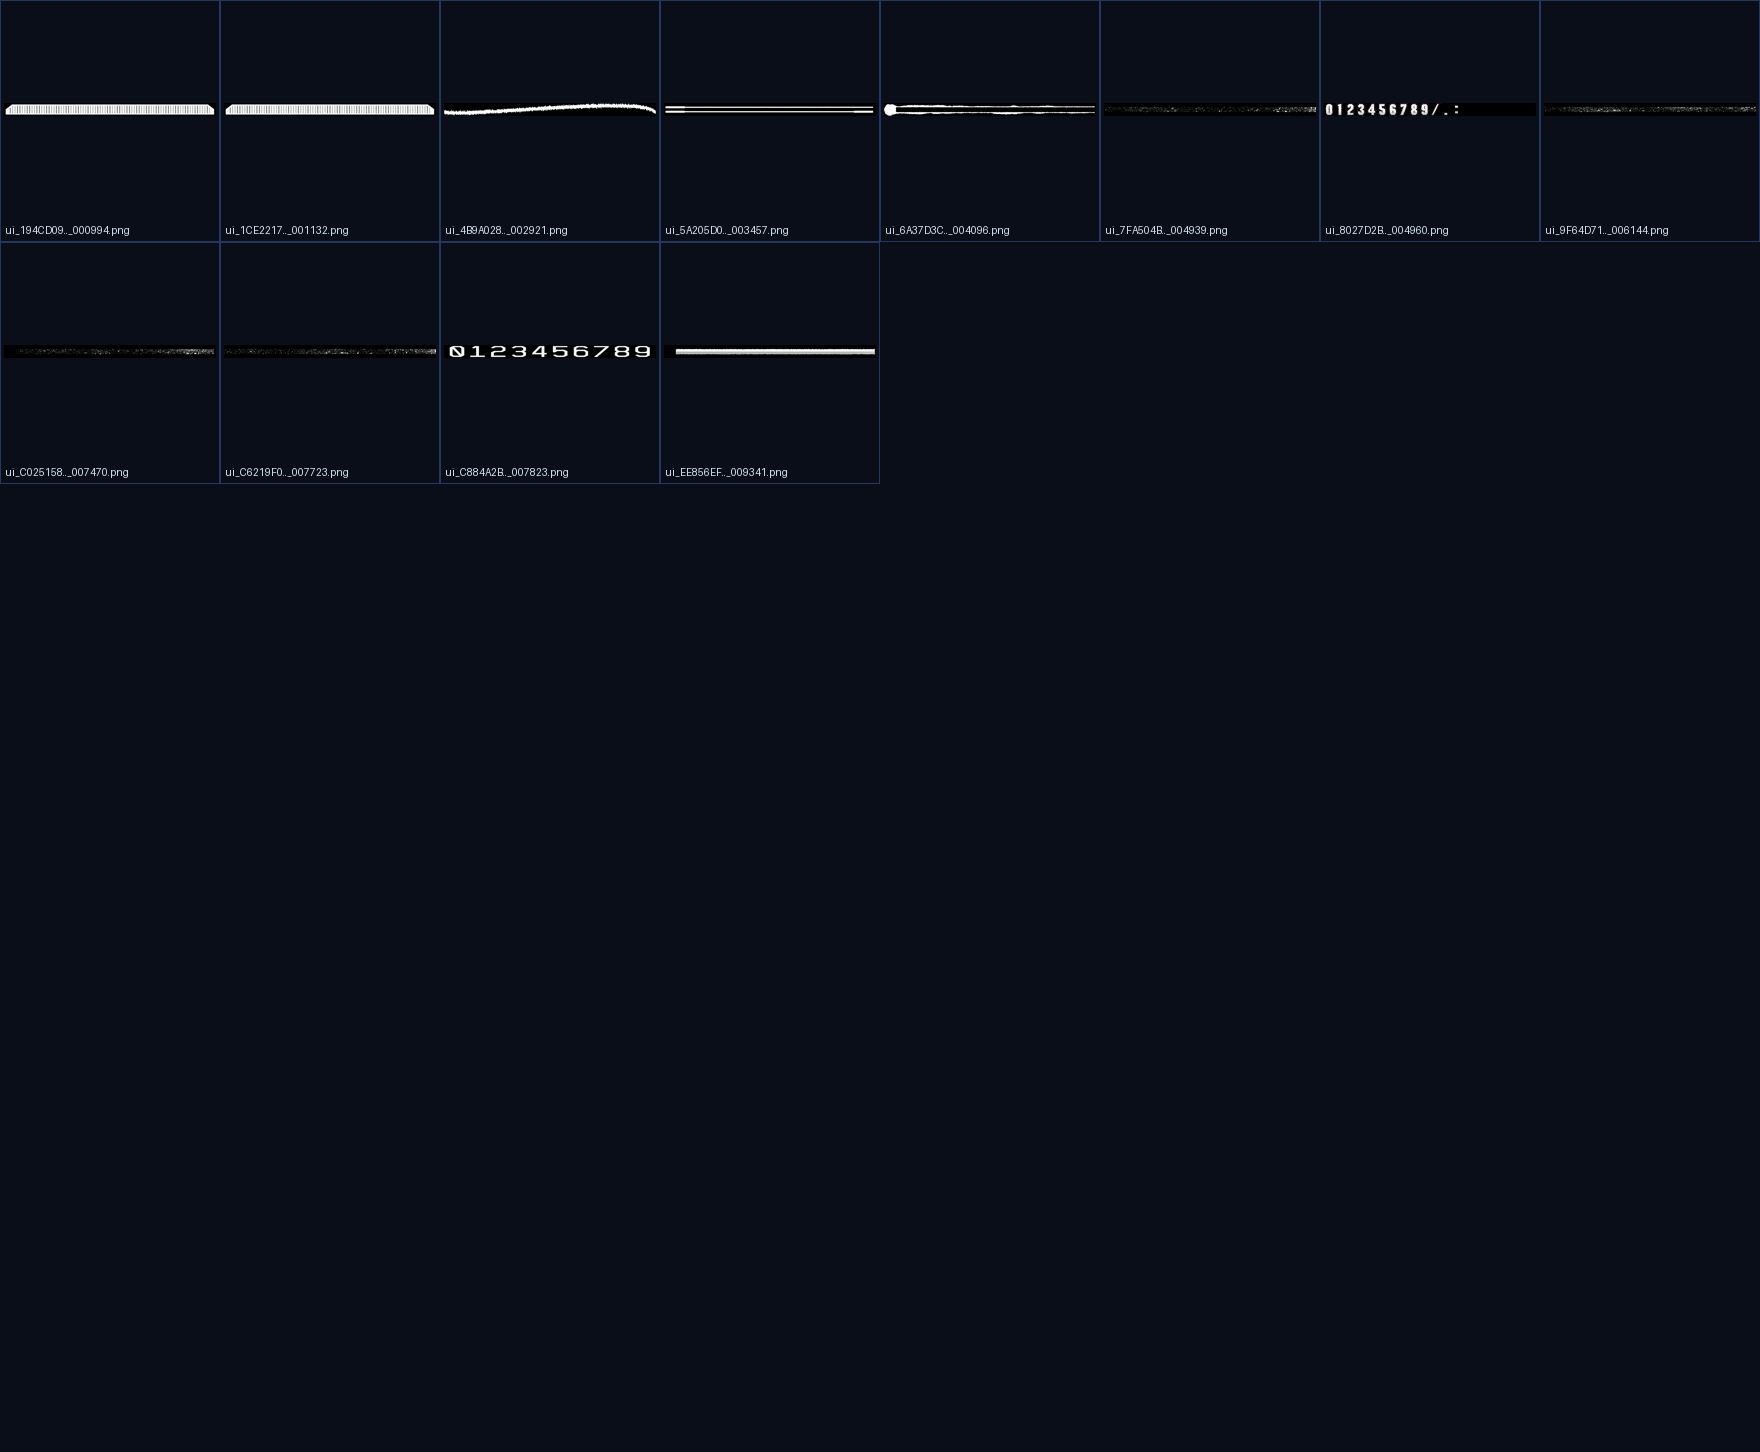 0123456789/.:
ui_194CD09.._000994.png
ui_1CE2217.._001132.png
ui_4B9A028.._002921.png
ui_5A205D0.._003457.png
ui_6A37D3C.._004096.png
ui_7FA504B.._004939.png
ui_8027D2B.._004960.png
ui_9F64D71.._006144.png
0123456789
ui_C025158.._007470.png
ui_C6219F0.._007723.png
ui_C884A2B.._007823.png
ui_EE856EF.._009341.png